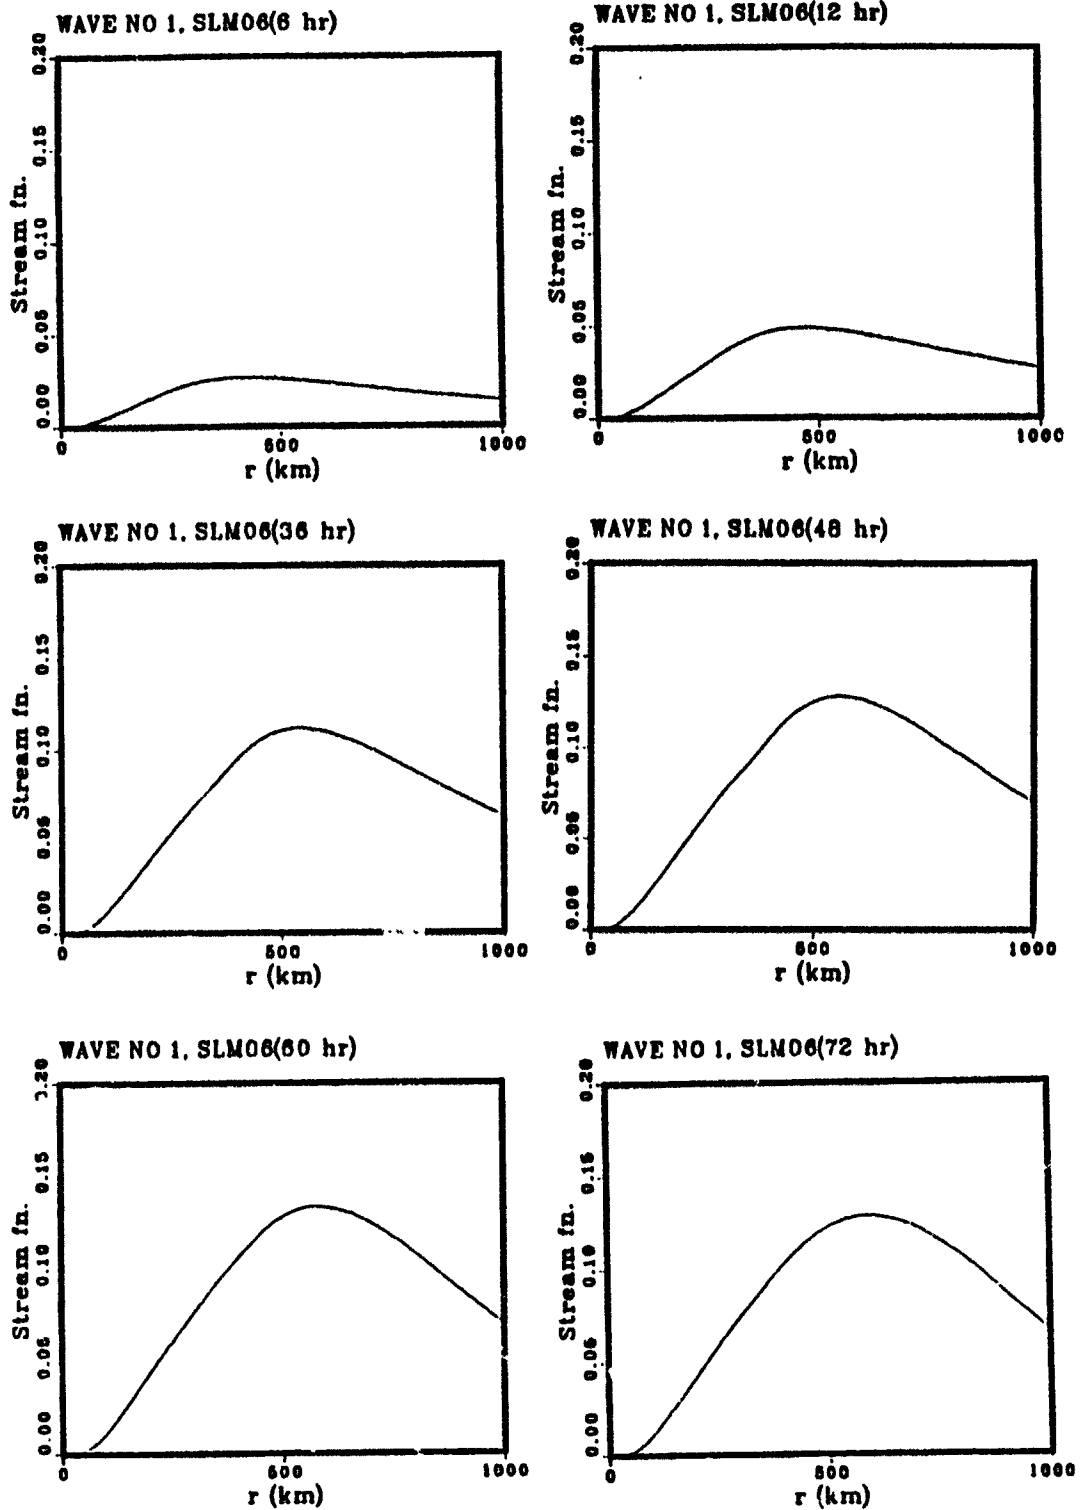 WAVE NO 1, SLM06(6 hr)
0.20
0.15
0.10
0.05
0.00
Stream fn.
0
500
1000
r (km)
WAVE NO 1, SLM06(12 hr)
0.20
0.15
0.10
0.05
0.00
Stream fn.
0
500
1000
r (km)
WAVE NO 1, SLM06(36 hr)
0.20
0.15
0.10
0.05
0.00
Stream fn.
0
500
1000
r (km)
WAVE NO 1, SLM06(48 hr)
0.20
0.15
0.10
0.05
0.00
Stream fn.
0
500
1000
r (km)
WAVE NO 1, SLM06(60 hr)
0.20
0.15
0.10
0.05
0.00
Stream fn.
0
500
1000
r (km)
WAVE NO 1, SLM06(72 hr)
0.20
0.15
0.10
0.05
0.00
Stream fn.
0
500
1000
r (km)